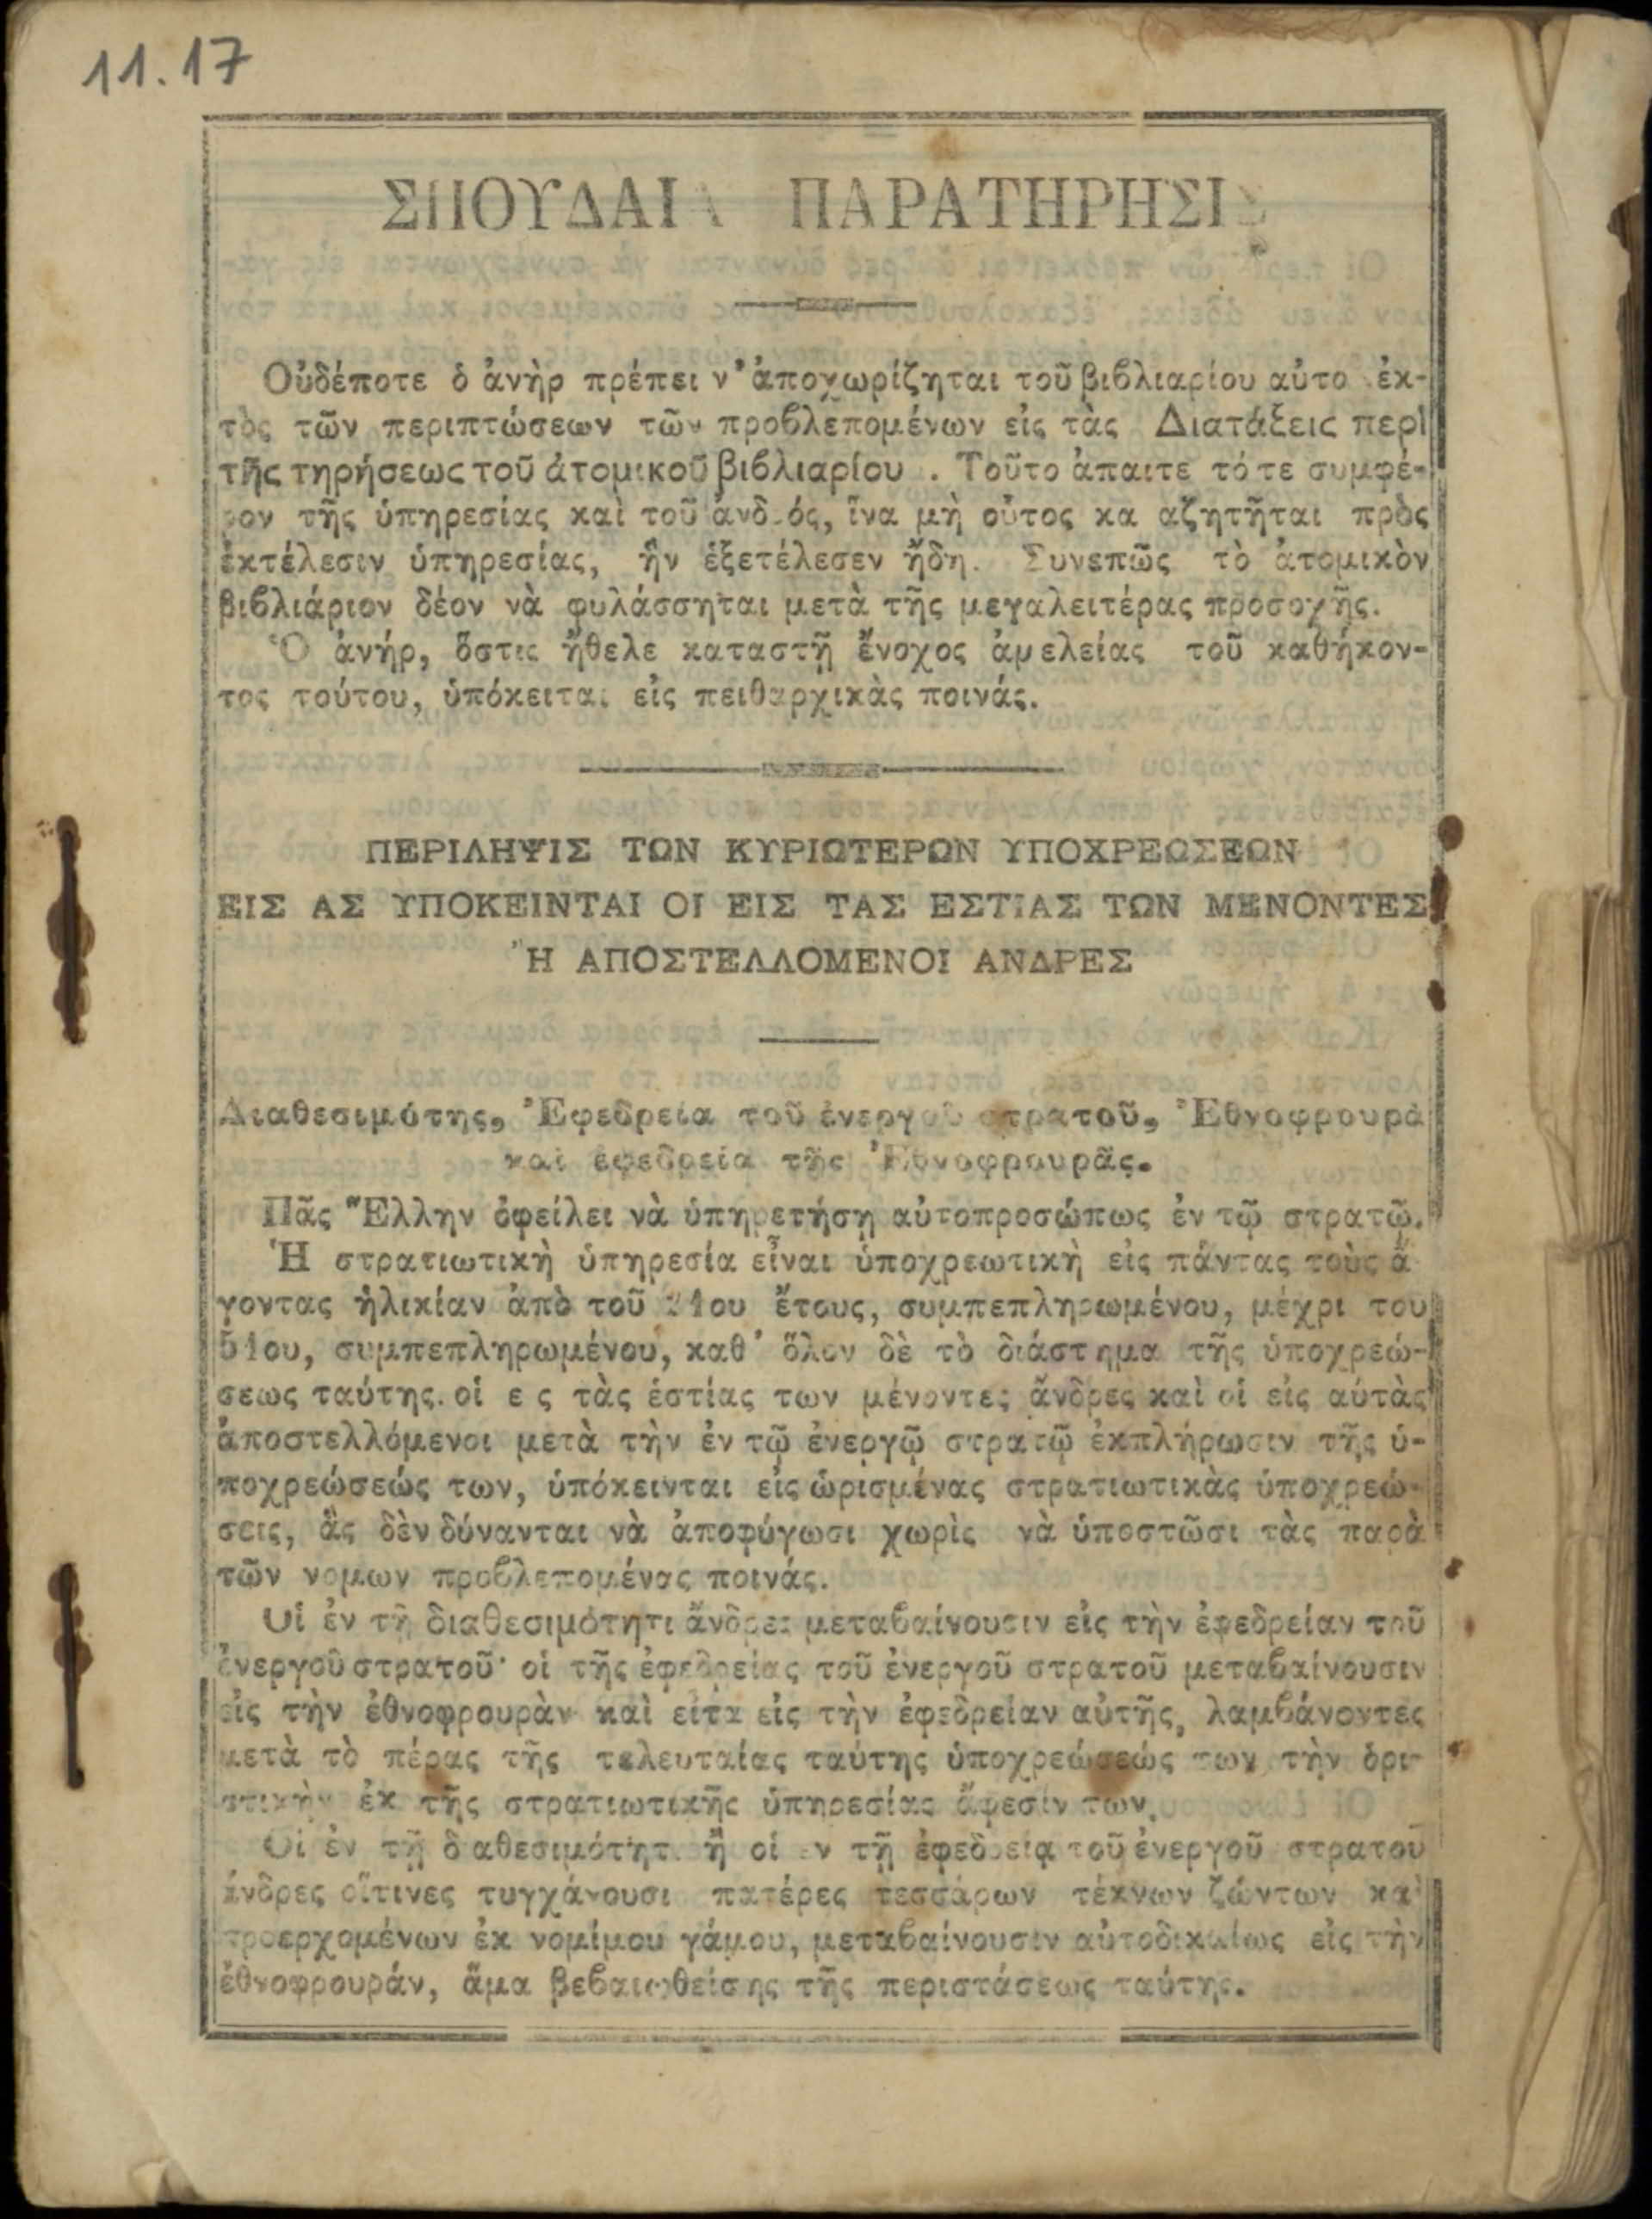 11.17
ΣΠΟΥΔΑΙΑ ΠΑΡΑΤΗΡΗΣΙΣ
Οὐδέποτε ὁ ἀνὴρ πρέπει ν' ἀποχωρίζηται τοῦ βιβλιαρίου αὐτο ἐκ-
τὸς τῶν περιπτώσεων τῶν προβλεπομένων εἰς τὰς Διατάξεις περὶ
τῆς τηρήσεως τοῦ ἀτομικοῦ βιβλιαρίου . Τοῦτο ἀπαιτε τό τε συμφέ-
ρον τῆς ὑπηρεσίας καὶ τοῦ ἀνδρός, ἵνα μὴ οὗτος κα αζητῆται πρὸς
ἐκτέλεσιν ὑπηρεσίας, ἣν ἐξετέλεσεν ἤδη. Συνεπῶς τὸ ἀτομικὸν
βιβλιάριον δέον νὰ φυλάσσηται μετὰ τῆς μεγαλειτέρας προσοχῆς.
Ὁ ἀνήρ, ὅστις ἤθελε καταστῇ ἔνοχος ἀμελείας τοῦ καθήκον-
τος τούτου, ὑπόκειται εἰς πειθαρχικὰς ποινάς.
ΠΕΡΙΛΗΨΙΣ ΤΩΝ ΚΥΡΙΩΤΕΡΩΝ ΥΠΟΧΡΕΩΣΕΩΝ
ΕΙΣ ΑΣ ΥΠΟΚΕΙΝΤΑΙ ΟΙ ΕΙΣ ΤΑΣ ΕΣΤΙΑΣ ΤΩΝ ΜΕΝΟΝΤΕΣ
Ἢ ΑΠΟΣΤΕΛΛΟΜΕΝΟΙ ΑΝΔΡΕΣ
Διαθεσιμότης, Ἐφεδρεία τοῦ ἐνεργοῦ στρατοῦ, Ἐθνοφρουρὰ
καὶ ἐφεδρεία τῆς Ἐθνοφρουρᾶς.
Πᾶς Ἕλλην ὀφείλει νὰ ὑπηρετήσῃ αὐτοπροσώπως ἐν τῷ στρατῷ.
Ἡ στρατιωτικὴ ὑπηρεσία εἶναι ὑποχρεωτικὴ εἰς πάντας τοὺς ἄ
γοντας ἡλικίαν ἀπὸ τοῦ 21ου ἔτους, συμπεπληρωμένου, μέχρι του
51ου, συμπεπληρωμένου, καθ' ὅλον δὲ τὸ διάστημα τῆς ὑποχρεώ-
σεως ταύτης. οἱ ε ς τὰς ἑστίας των μένοντες ἄνδρες καὶ οἱ εἰς αὐτὰς
ἀποστελλόμενοι μετὰ τὴν ἐν τῷ ἐνεργῷ στρατῷ ἐκπλήρωσιν τῆς ὑ-
ποχρεώσεώς των, ὑπόκεινται εἰς ὡρισμένας στρατιωτικὰς ὑποχρεώ-
σεις, ἃς δὲν δύνανται νὰ ἀποφύγωσι χωρὶς νὰ ὑποστῶσι τὰς παρὰ
τῶν νομων προβλεπομένας ποινάς.
Οἱ ἐν τῇ διαθεσιμότητι ἄνδρες μεταβαίνουσιν εἰς τὴν ἐφεδρείαν τοῦ
ἐνεργοῦ στρατοῦ· οἱ τῆς ἐφεδρείας τοῦ ἐνεργοῦ στρατοῦ μεταβαίνουσιν
εἰς τὴν ἐθνοφρουρὰν καὶ εἶτα εἰς τὴν ἐφεδρείαν αὐτῆς, λαμβάνοντες
μετὰ τὸ πέρας τῆς τελευταίας ταύτης ὑποχρεώσεώς των, τὴν ὁρι-
στικὴν ἐκ τῆς στρατιωτικῆς ὑπηρεσίας ἄφεσίν των.
Οἱ ἐν τῇ δ αθεσιμότητ. ἢ οἱ ἐν τῇ ἐφεδρείᾳ τοῦ ἐνεργοῦ στρατοῦ
ἄνδρες οἵτινες τυγχάνουσι πατέρες τεσσάρων τέκνων ζώντων καὶ
προερχομένων ἐκ νομίμου γάμου, μεταβαίνουσιν αὐτοδικαίως εἰς τὴν
ἐθνοφρουράν, ἅμα βεβαιωθείσης τῆς περιστάσεως ταύτης.